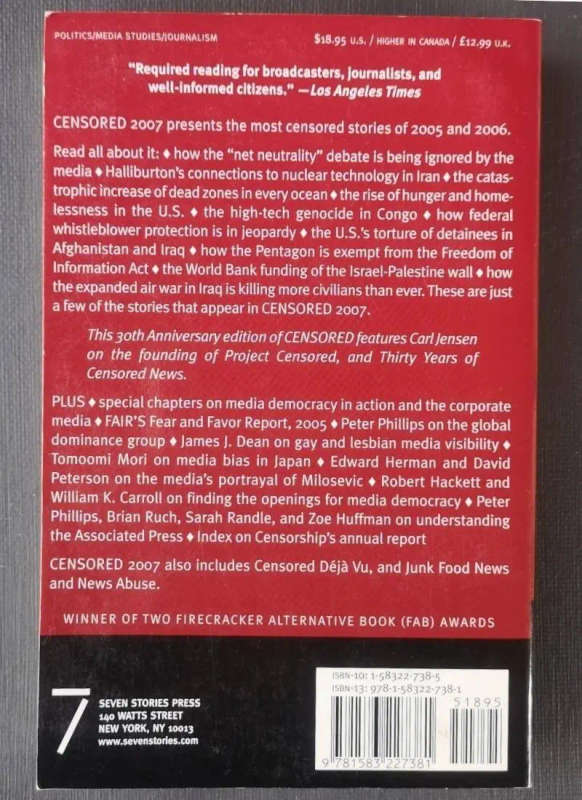 POLITICS/MEDIA STUDIES/JOURNALISM
$18.95 U.S. / HIGHER IN CANADA / £12.99 U.K.
“Required reading for broadcasters, journalists, and
well-informed citizens.” —Los Angeles Times
CENSORED 2007 presents the most censored stories of 2005 and 2006.
Read all about it: ♦ how the “net neutrality” debate is being ignored by the
media ♦ Halliburton’s connections to nuclear technology in Iran ♦ the catas-
trophic increase of dead zones in every ocean ♦ the rise of hunger and home-
lessness in the U.S. ♦ the high-tech genocide in Congo ♦ how federal
whistleblower protection is in jeopardy ♦ the U.S.’s torture of detainees in
Afghanistan and Iraq ♦ how the Pentagon is exempt from the Freedom of
Information Act ♦ the World Bank funding of the Israel-Palestine wall ♦ how
the expanded air war in Iraq is killing more civilians than ever. These are just
a few of the stories that appear in CENSORED 2007.
This 30th Anniversary edition of CENSORED features Carl Jensen
on the founding of Project Censored, and Thirty Years of
Censored News.
PLUS ♦ special chapters on media democracy in action and the corporate
media ♦ FAIR’S Fear and Favor Report, 2005 ♦ Peter Phillips on the global
dominance group ♦ James J. Dean on gay and lesbian media visibility ♦
Tomoomi Mori on media bias in Japan ♦ Edward Herman and David
Peterson on the media’s portrayal of Milosevic ♦ Robert Hackett and
William K. Carroll on finding the openings for media democracy ♦ Peter
Phillips, Brian Ruch, Sarah Randle, and Zoe Huffman on understanding
the Associated Press ♦ Index on Censorship’s annual report
CENSORED 2007 also includes Censored Déjà Vu, and Junk Food News
and News Abuse.
WINNER OF TWO FIRECRACKER ALTERNATIVE BOOK (FAB) AWARDS
7
SEVEN STORIES PRESS
140 WATTS STREET
NEW YORK, NY 10013
www.sevenstories.com
ISBN-10: 1-58322-738-5
ISBN-13: 978-1-58322-738-1
51895
9 781583 227381